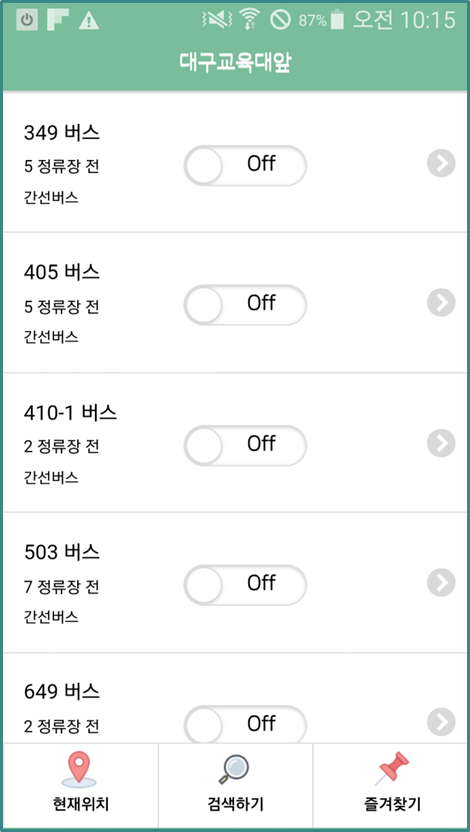 87% 오전 10:15
대구교육대앞
349 버스
5 정류장 전
간선버스
Off
405 버스
5 정류장 전
간선버스
Off
410-1 버스
2 정류장 전
간선버스
Off
503 버스
7 정류장 전
간선버스
Off
649 버스
2 정류장 전
Off
현재위치 검색하기 즐겨찾기